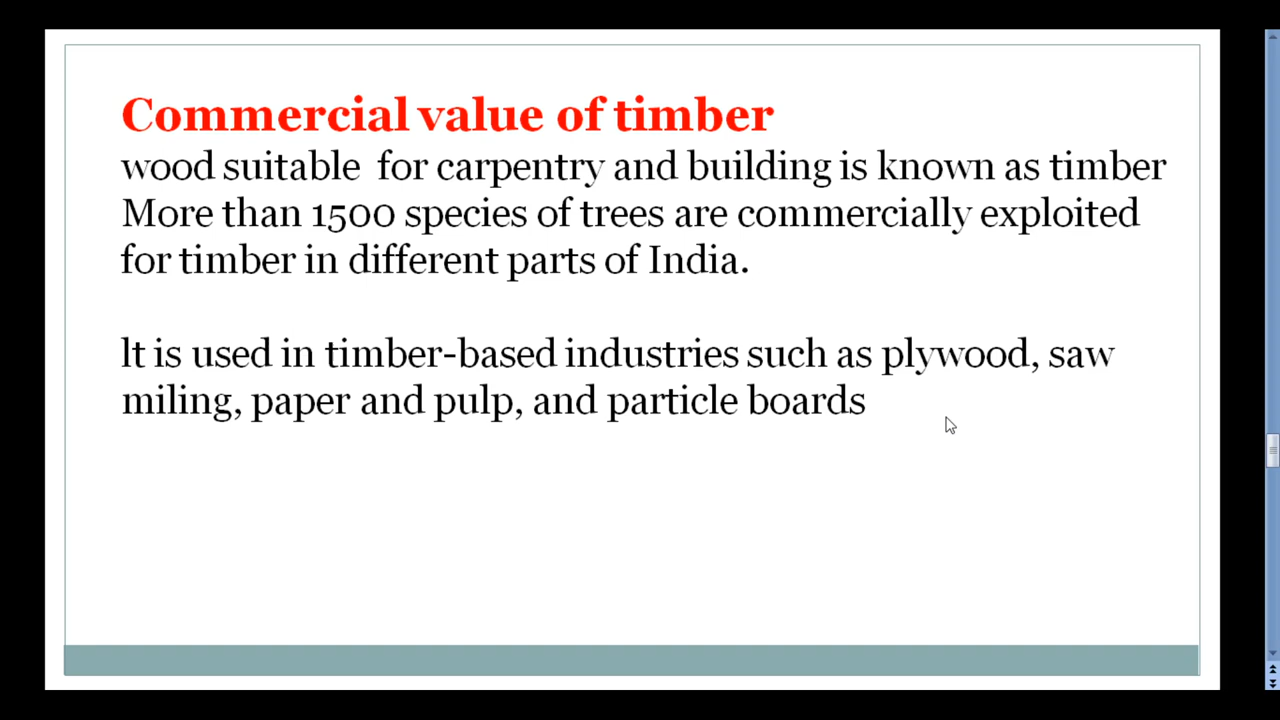 Commercial value of timber
wood suitable for carpentry and building is known as timber
More than 1500 species of trees are commercially exploited
for timber in different parts of India.
lt is used in timber-based industries such as plywood, saw
miling, paper and pulp, and particle boards